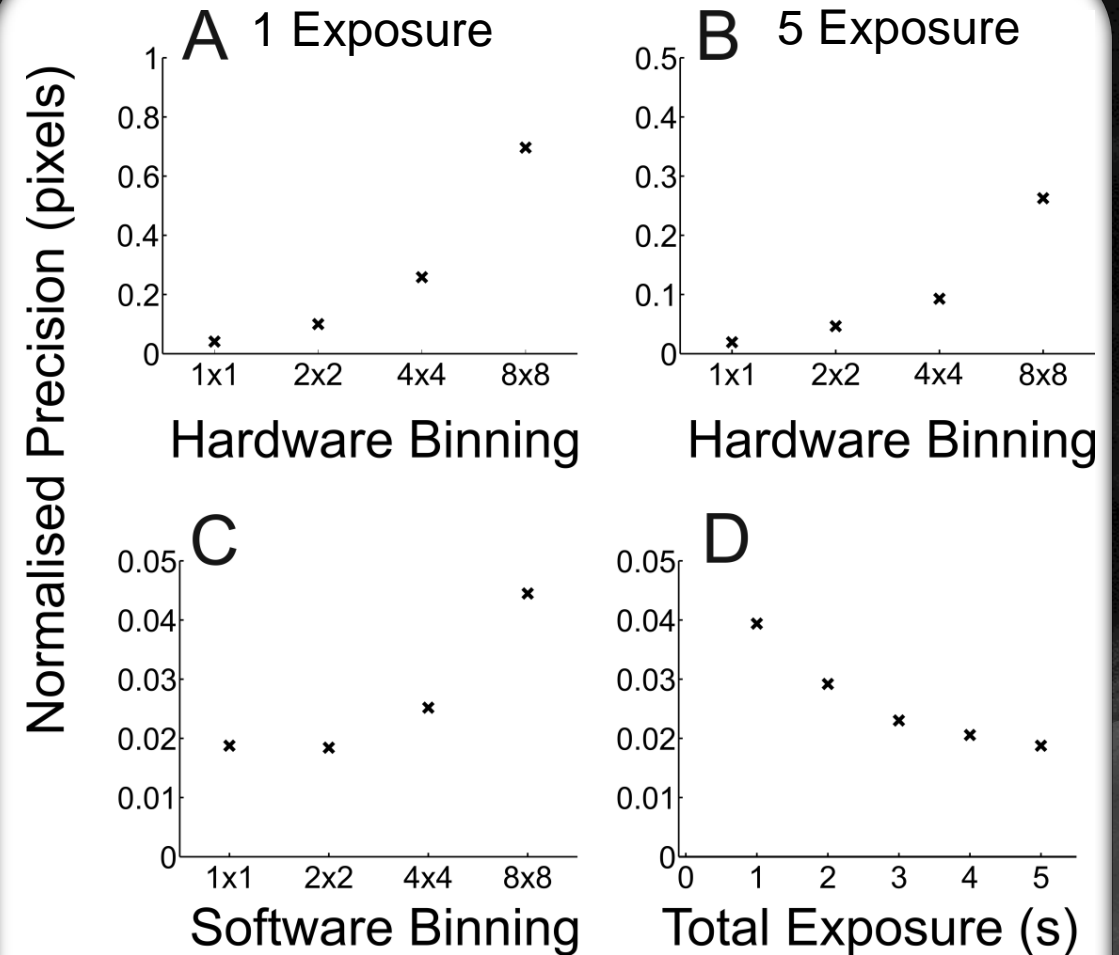 Normalised Precision (pixels)
A 1 Exposure
1
0.8
0.6
0.4
0.2
0
1x1 2x2 4x4 8x8
Hardware Binning
B 5 Exposure
0.5
0.4
0.3
0.2
0.1
0
1x1 2x2 4x4 8x8
Hardware Binning
C
0.05
0.04
0.03
0.02
0.01
0
1x1 2x2 4x4 8x8
Software Binning
D
0.05
0.04
0.03
0.02
0.01
0
0 1 2 3 4 5
Total Exposure (s)